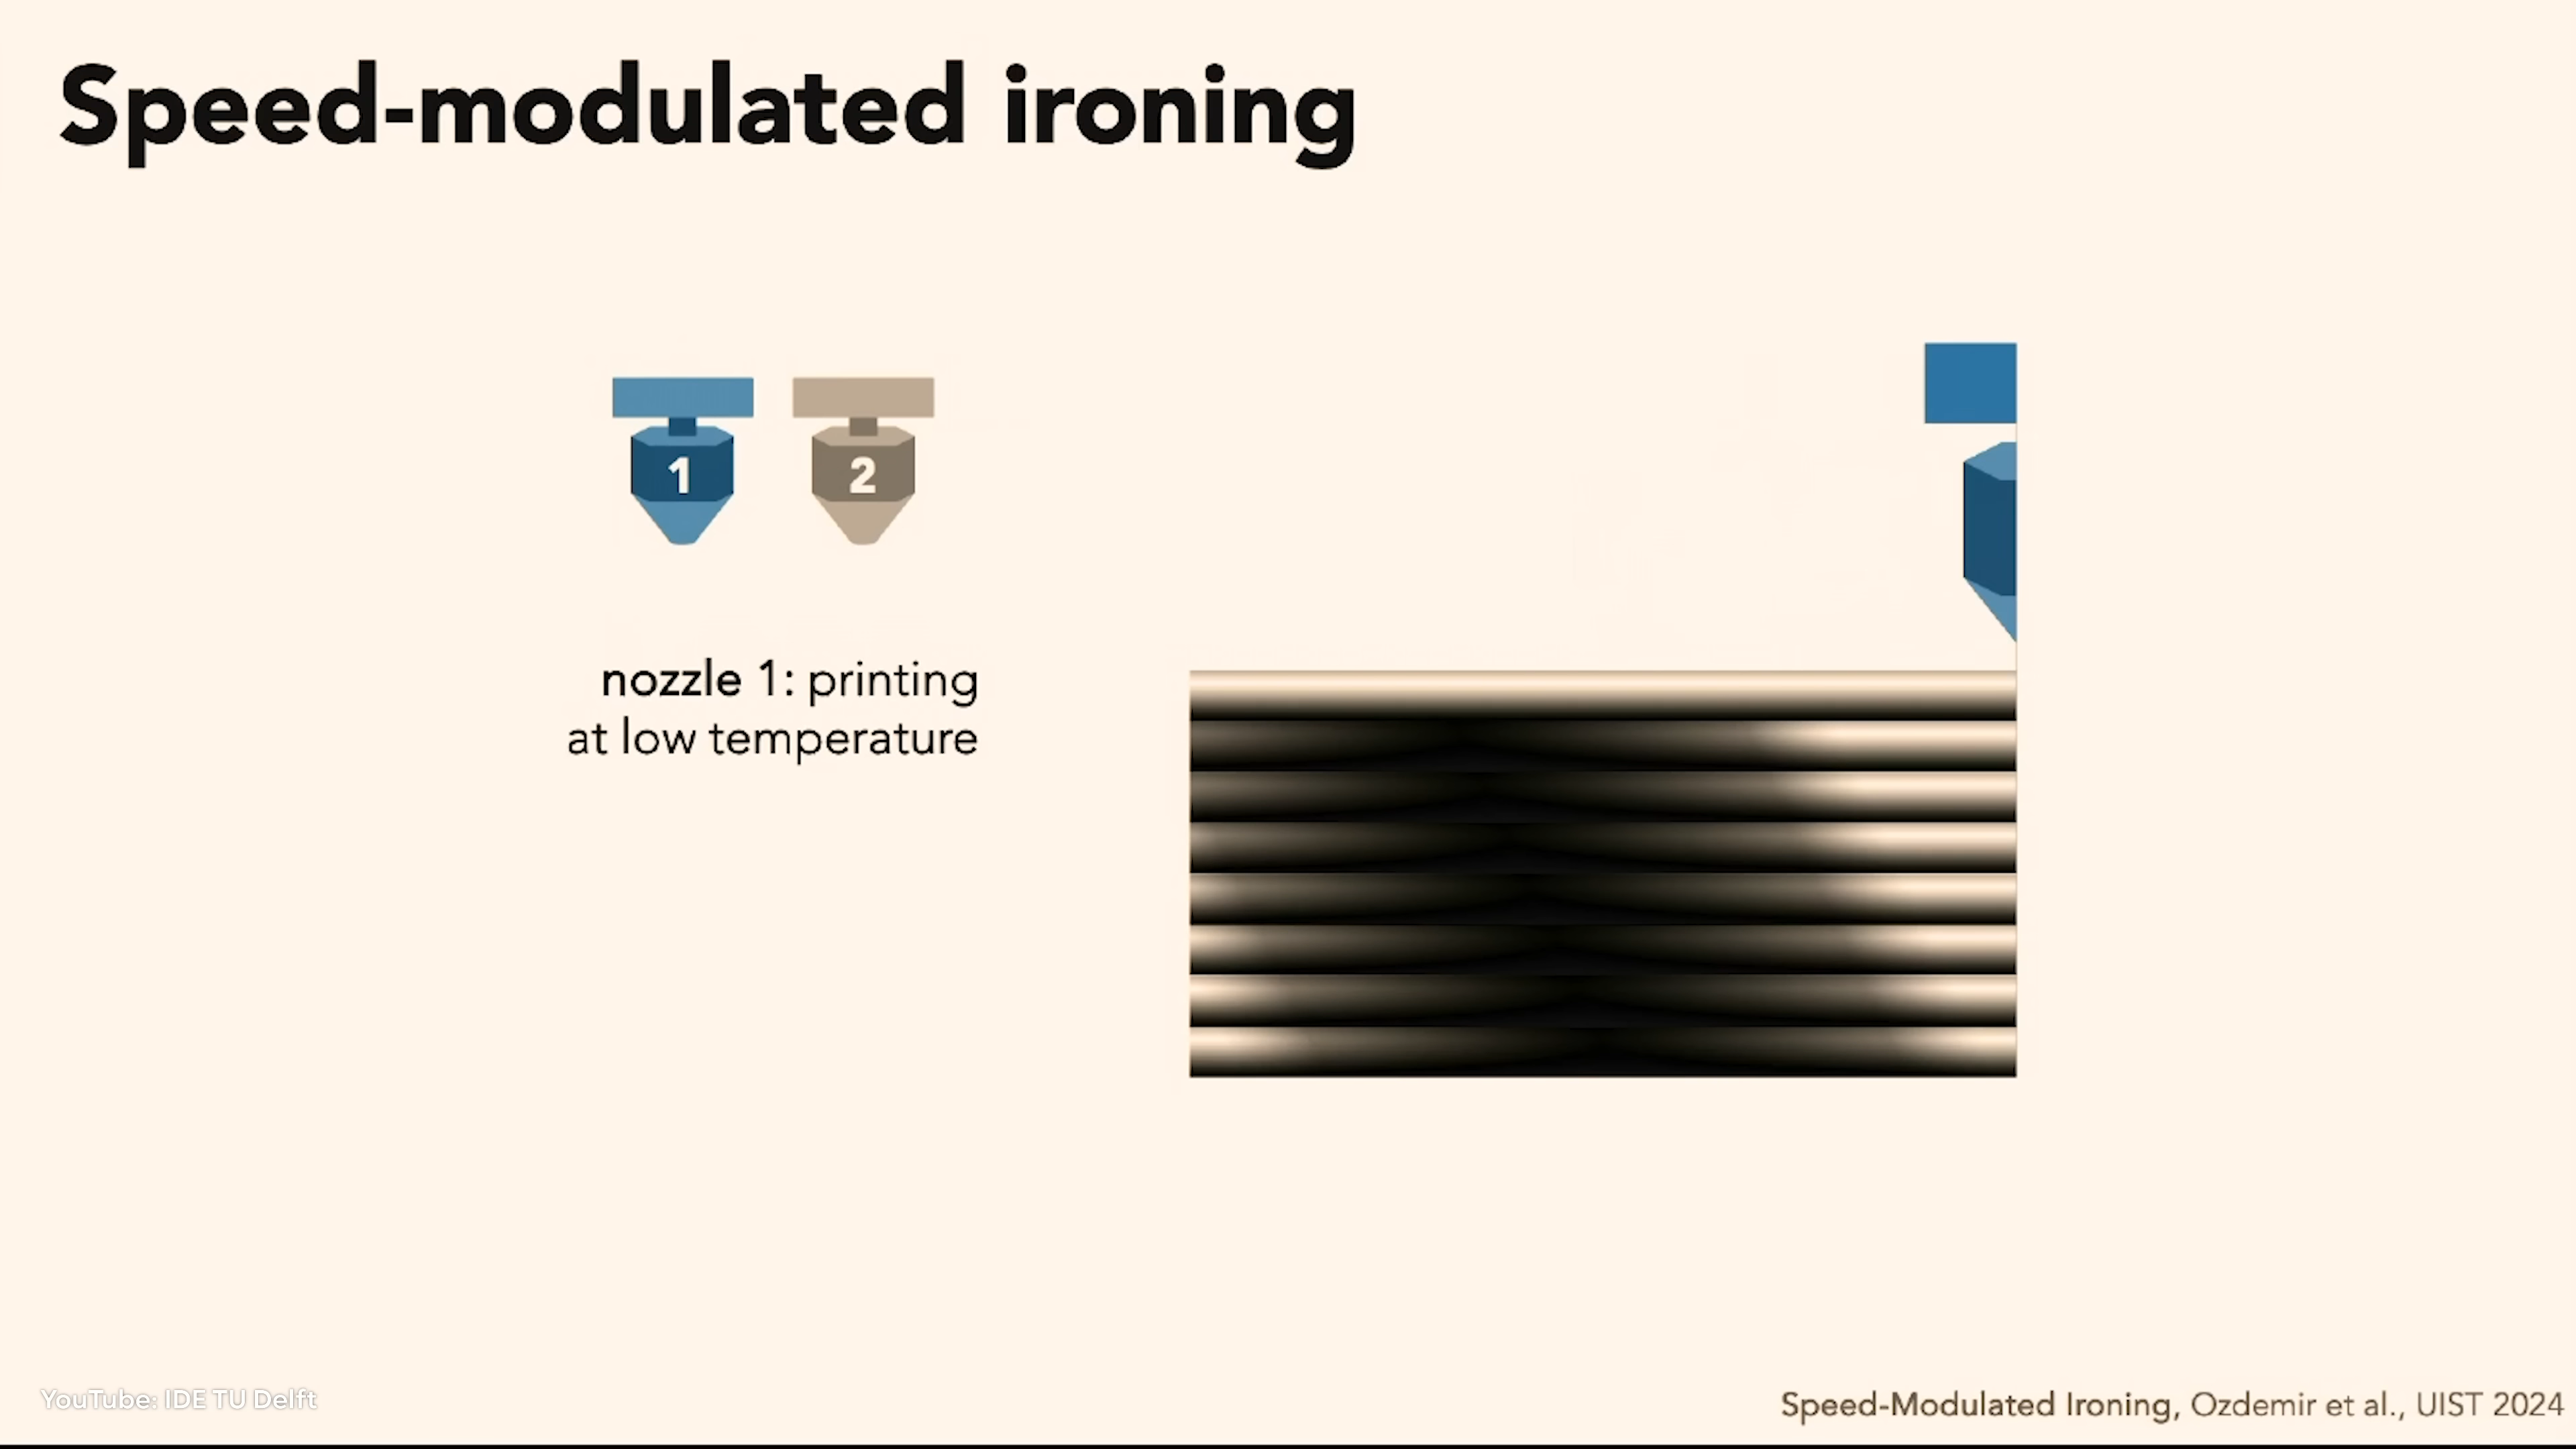 Speed-modulated ironing
1
2
nozzle 1: printing
at low temperature
YouTube: IDE TU Delft
Speed-Modulated Ironing, Ozdemir et al., UIST 2024